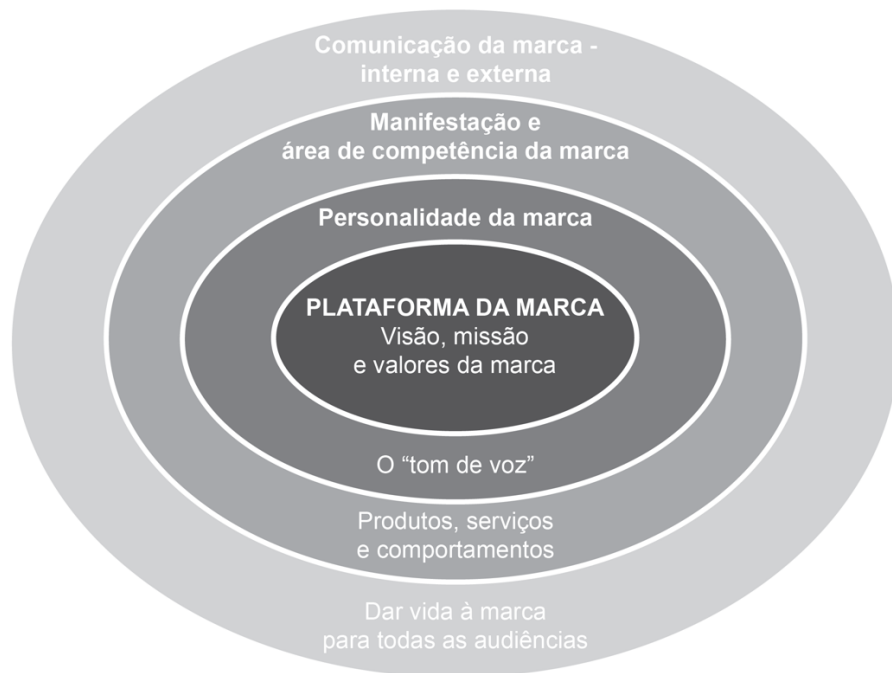 Comunicação da marca -
interna e externa
Manifestação e
área de competência da marca
Personalidade da marca
PLATAFORMA DA MARCA
Visão, missão
e valores da marca
O “tom de voz”
Produtos, serviços
e comportamentos
Dar vida à marca
para todas as audiências